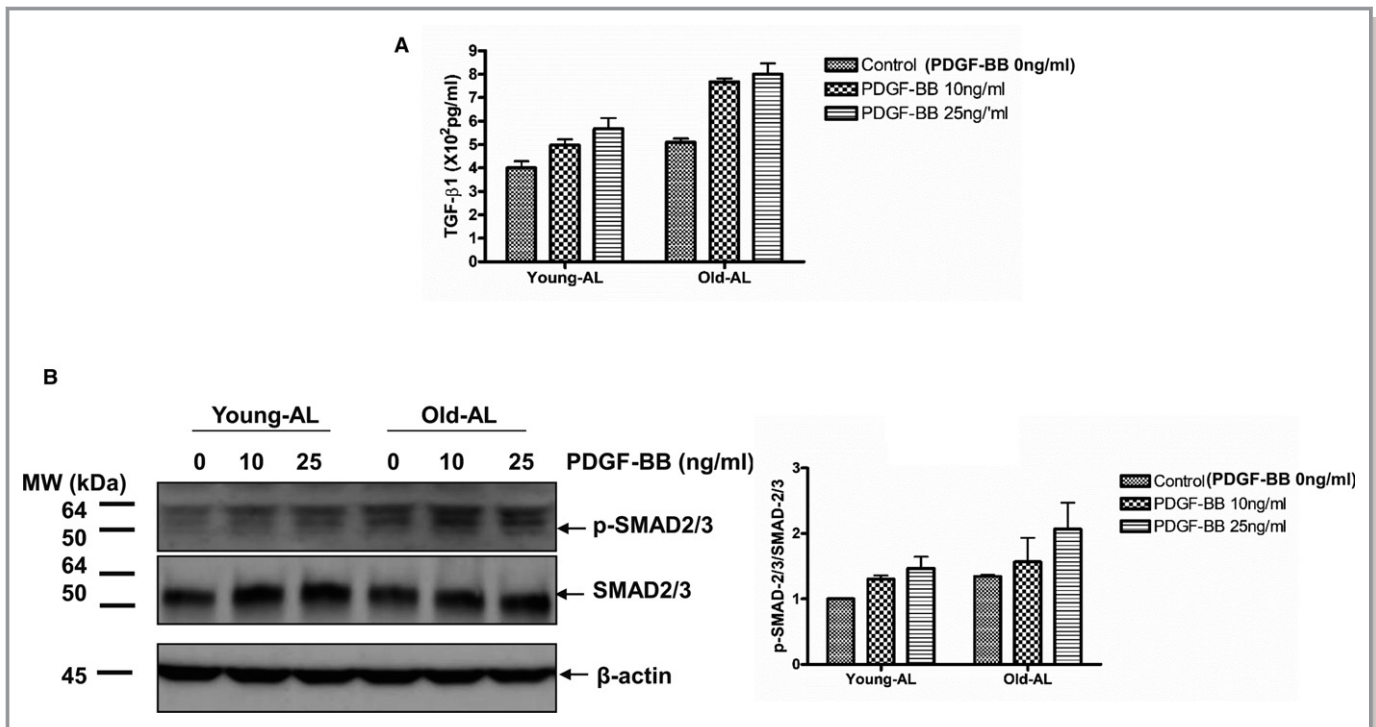 A
TGF-β1 (X10²pg/ml)
9
8
7
6
5
4
3
2
1
0
Young-AL Old-AL
Control (PDGF-BB 0ng/ml)
PDGF-BB 10ng/ml
PDGF-BB 25ng/'ml
B
Young-AL Old-AL
0 10 25 0 10 25 PDGF-BB (ng/ml)
MW (kDa)
64
50
p-SMAD2/3
64
50
SMAD2/3
45
β-actin
p-SMAD-2/3/SMAD-2/3
3
2
1
0
Young-AL Old-AL
Control(PDGF-BB 0ng/ml)
PDGF-BB 10ng/ml
PDGF-BB 25ng/ml